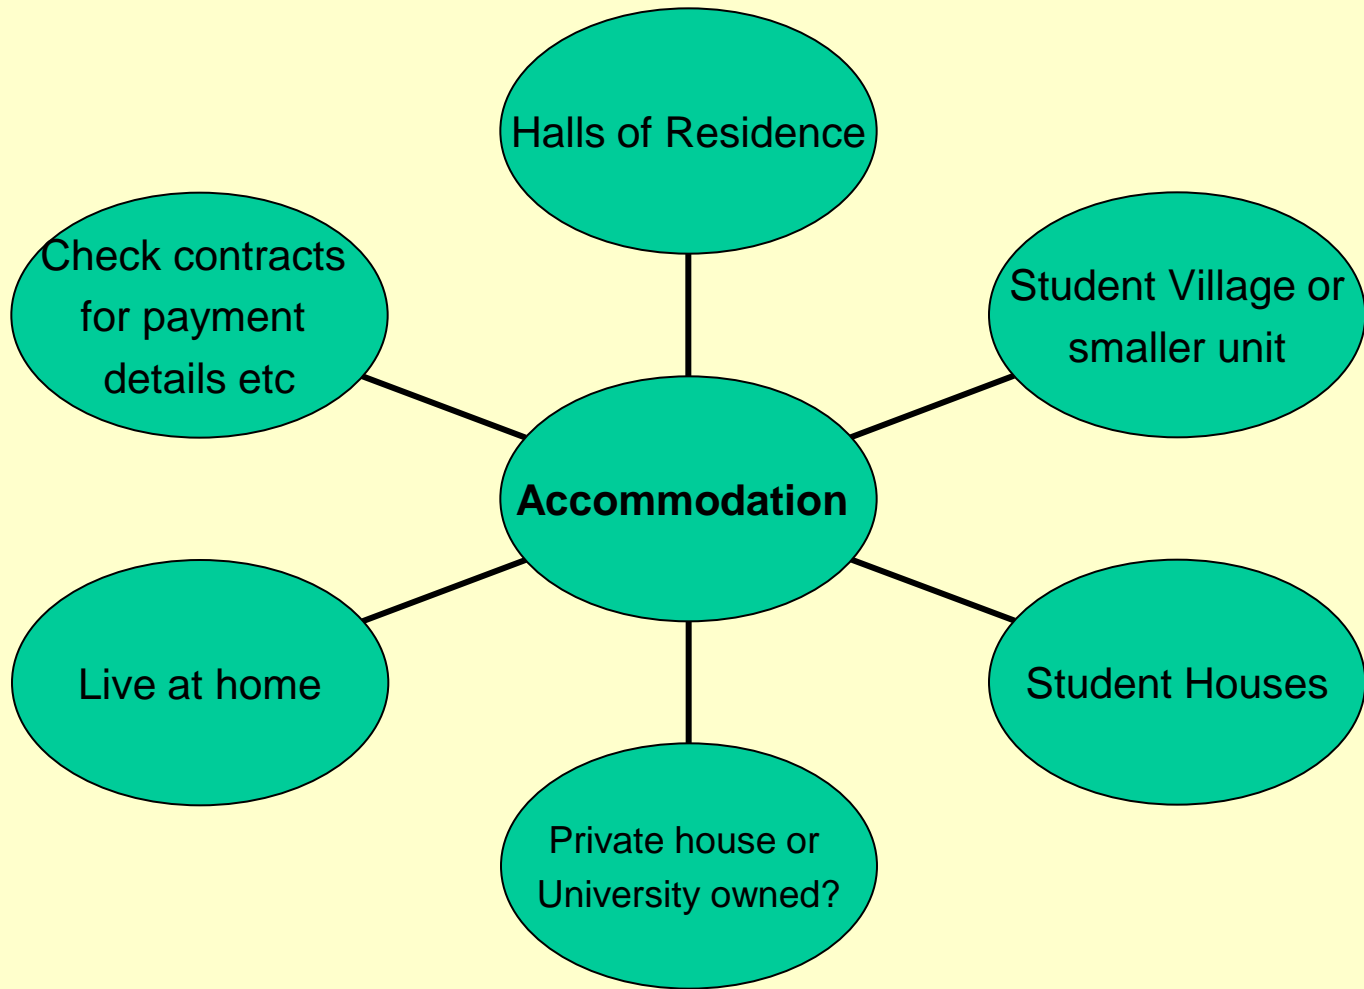 Halls of Residence
Check contracts
for payment
details etc
Student Village or
smaller unit
Accommodation
Live at home
Student Houses
Private house or
University owned?